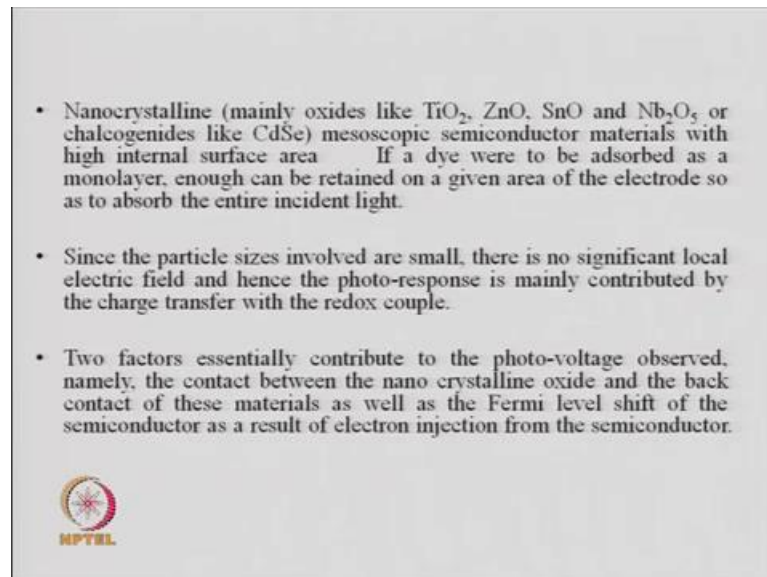 • Nanocrystalline (mainly oxides like TiO₂, ZnO, SnO and Nb₂O₅ or
chalcogenides like CdSe) mesoscopic semiconductor materials with
high internal surface area If a dye were to be adsorbed as a
monolayer, enough can be retained on a given area of the electrode so
as to absorb the entire incident light.
• Since the particle sizes involved are small, there is no significant local
electric field and hence the photo-response is mainly contributed by
the charge transfer with the redox couple.
• Two factors essentially contribute to the photo-voltage observed,
namely, the contact between the nano crystalline oxide and the back
contact of these materials as well as the Fermi level shift of the
semiconductor as a result of electron injection from the semiconductor.
NPTEL